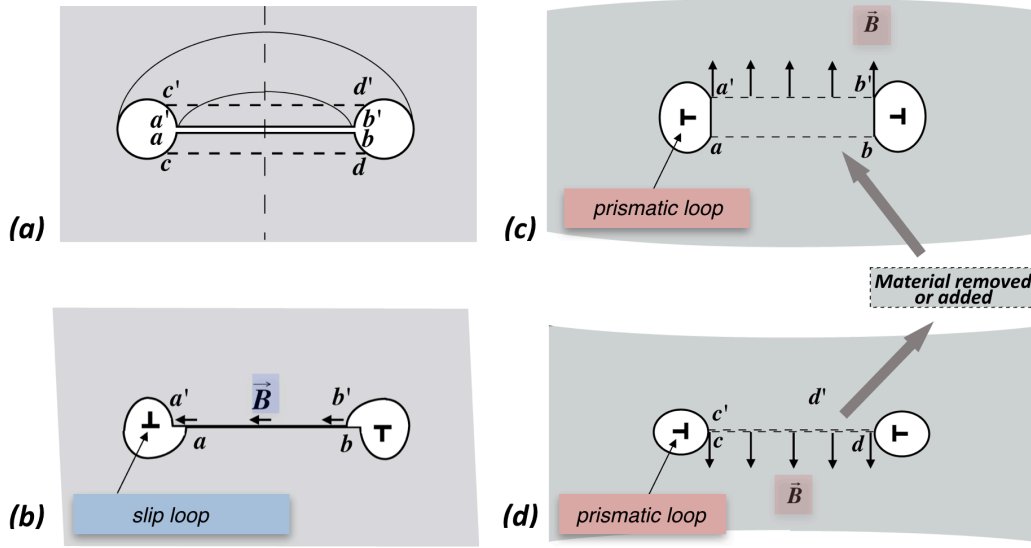 c'
d'
a'
b'
a
b
c
d
(a)
B
a'
b'
a
b
B
prismatic loop
(c)
Material removed
or added
a'
B
b'
a
b
slip loop
(b)
d'
c'
c
d
B
prismatic loop
(d)